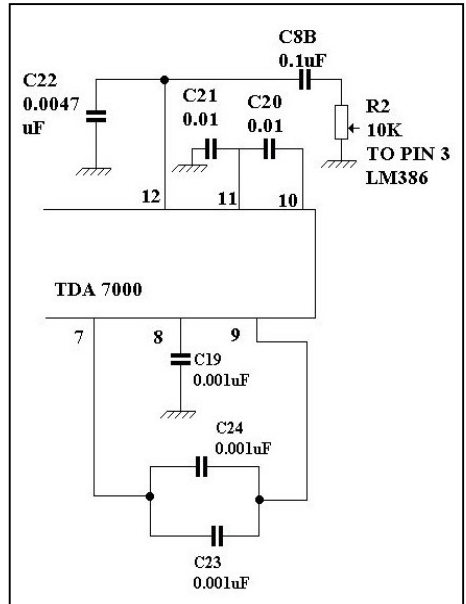 C8B
0.1uF
C22
0.0047
uF
C21
0.01
C20
0.01
R2
10K
TO PIN 3
LM386
12
11
10
TDA 7000
7
8
9
C19
0.001uF
C24
0.001uF
C23
0.001uF